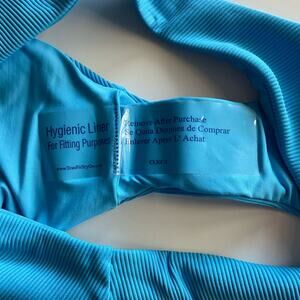 Hygienic Liner
For Fitting Purposes
Remove After Purchase
Se Quita Despues de Comprar
Enlever Apres L' Achat